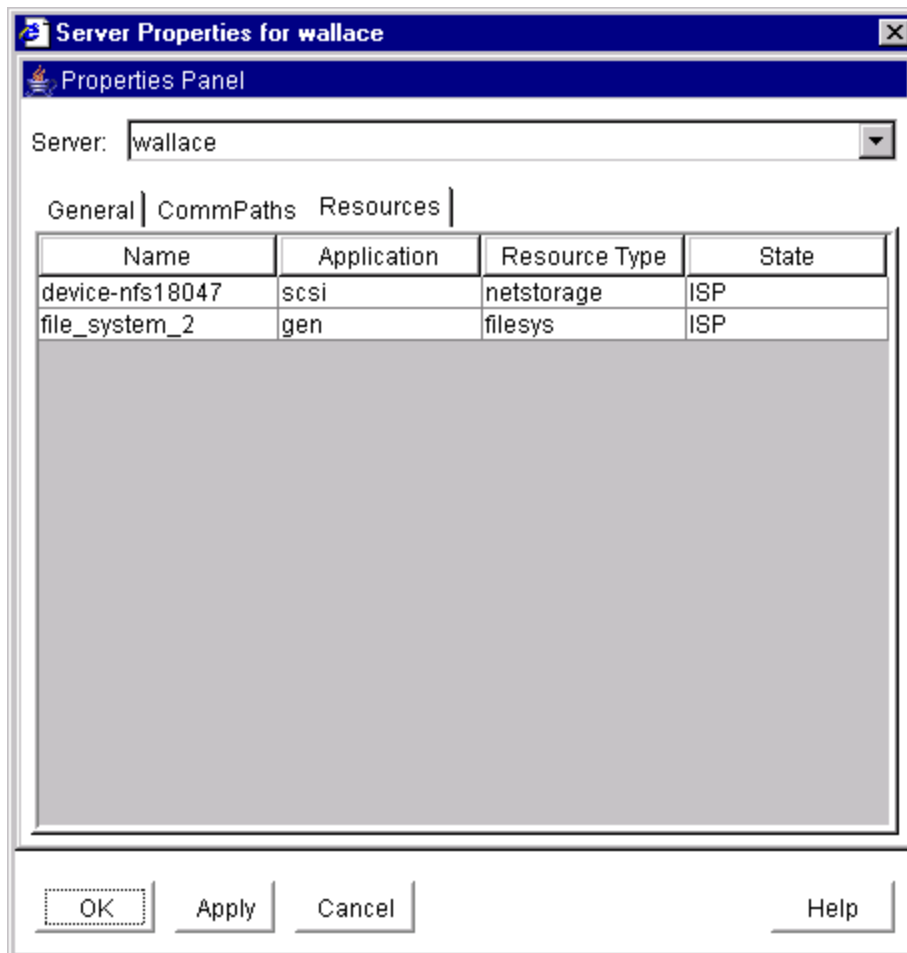 Server Properties for wallace
Properties Panel
Server: wallace
General CommPaths Resources
Name Application Resource Type State
device-nfs18047 scsi netstorage ISP
file_system_2 gen filesys ISP
OK Apply Cancel Help